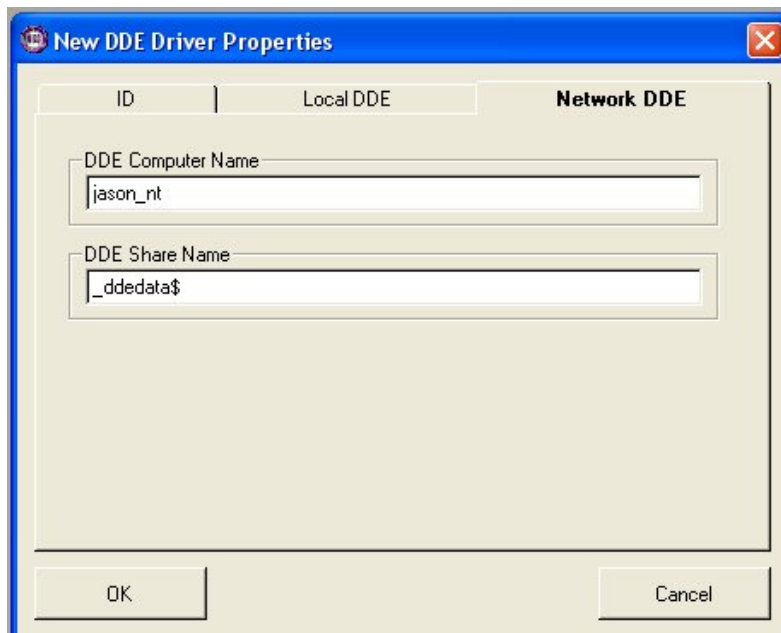 New DDE Driver Properties
ID Local DDE Network DDE
DDE Computer Name
jason_nt
DDE Share Name
_ddedata$
OK Cancel